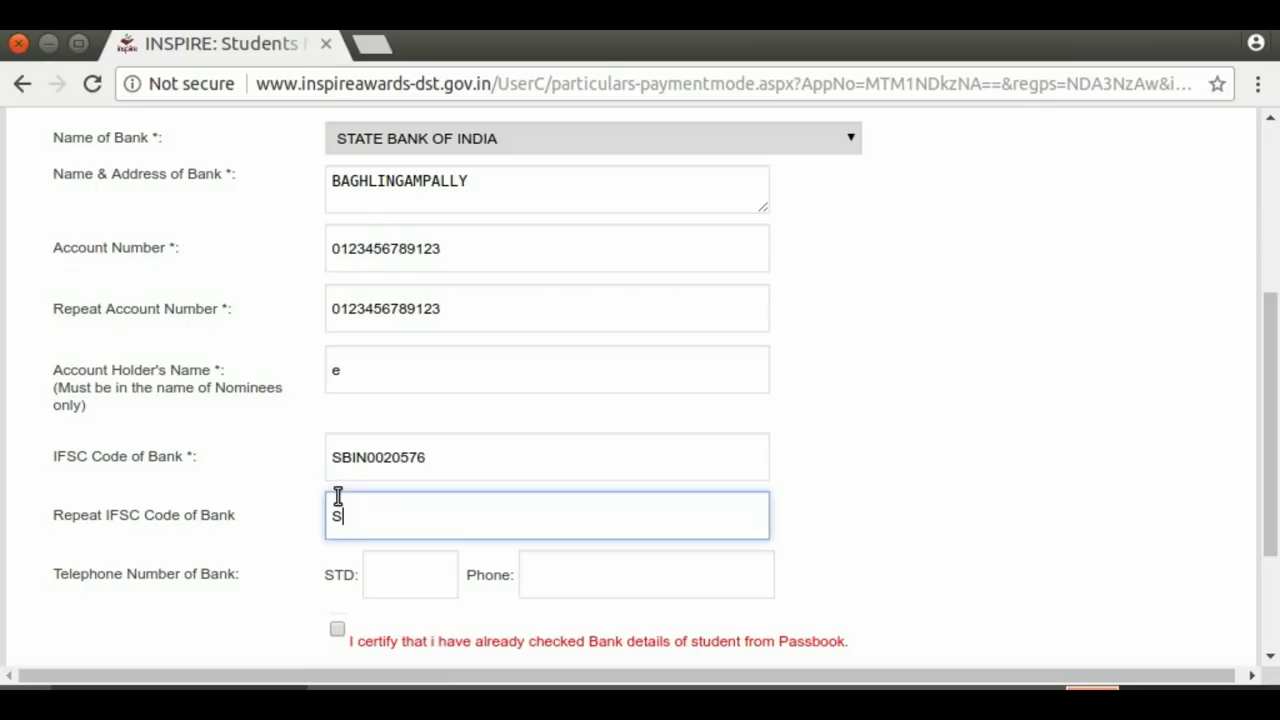 INSPIRE: Students
Not secure www.inspireawards-dst.gov.in/UserC/particulars-paymentmode.aspx?AppNo=MTM1NDkzNA==&regps=NDA3NzAw&i...
Name of Bank *: STATE BANK OF INDIA
Name & Address of Bank *: BAGHLINGAMPALLY
Account Number *: 0123456789123
Repeat Account Number *: 0123456789123
Account Holder's Name *: e
(Must be in the name of Nominees
only)
IFSC Code of Bank *: SBIN0020576
Repeat IFSC Code of Bank S
Telephone Number of Bank: STD: Phone:
I certify that i have already checked Bank details of student from Passbook.